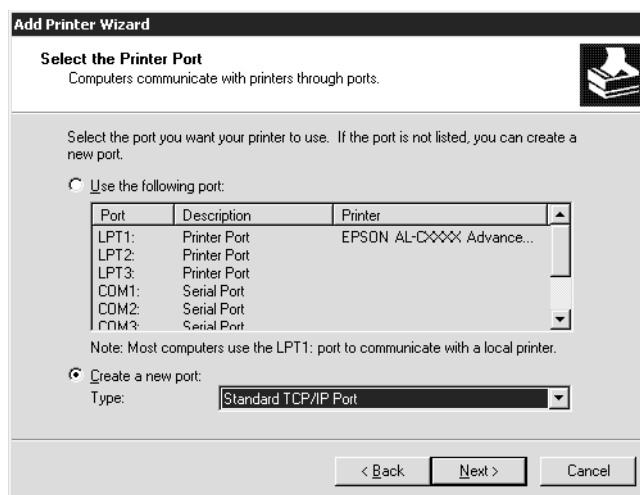 Add Printer Wizard
Select the Printer Port
Computers communicate with printers through ports.
Select the port you want your printer to use. If the port is not listed, you can create a
new port.
Use the following port:
Port Description Printer
LPT1: Printer Port EPSON AL-CXXXX Advance...
LPT2: Printer Port
LPT3: Printer Port
COM1: Serial Port
COM2: Serial Port
COM3: Serial Port
Note: Most computers use the LPT1: port to communicate with a local printer.
Create a new port:
Type: Standard TCP/IP Port
< Back Next > Cancel